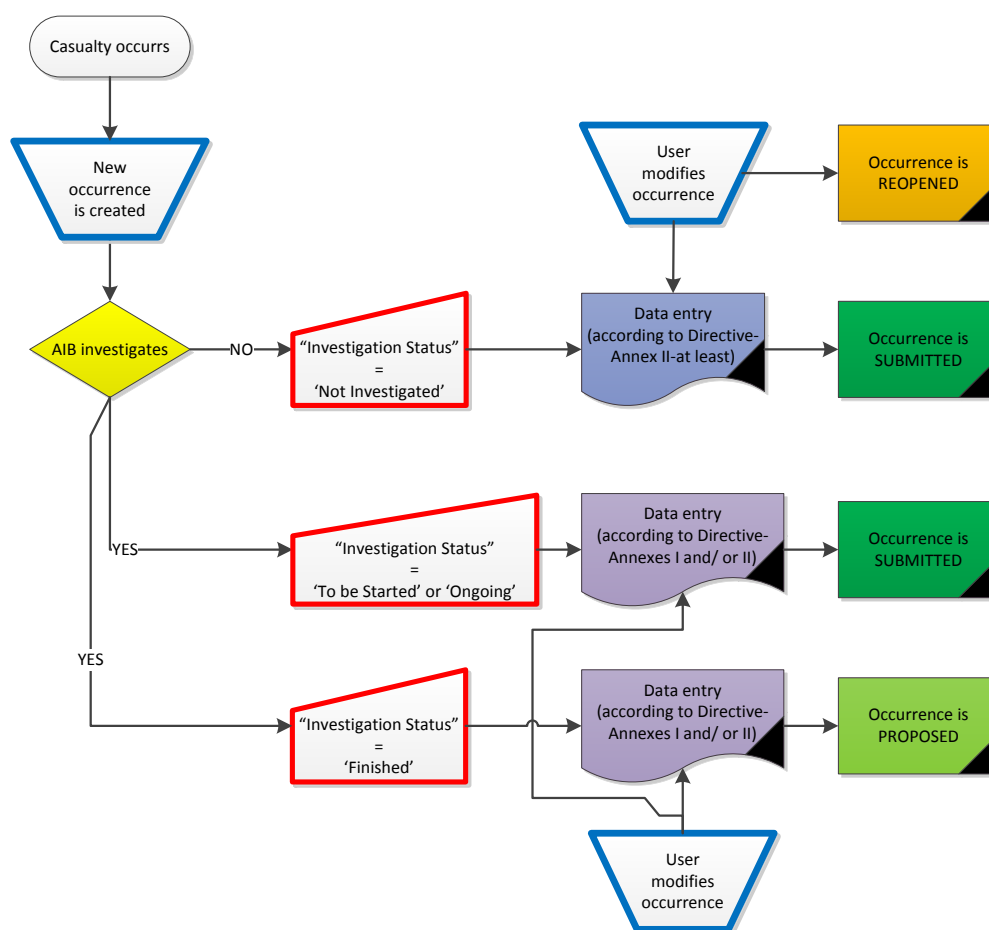 Casualty occurrs
New
occurrence
is created
User
modifies
occurrence
Occurrence is
REOPENED
AIB investigates
NO
“Investigation Status”
=
‘Not Investigated’
Data entry
(according to Directive-
Annex II-at least)
Occurrence is
SUBMITTED
YES
“Investigation Status”
=
‘To be Started’ or ‘Ongoing’
Data entry
(according to Directive-
Annexes I and/ or II)
Occurrence is
SUBMITTED
YES
“Investigation Status”
=
‘Finished’
Data entry
(according to Directive-
Annexes I and/ or II)
Occurrence is
PROPOSED
User
modifies
occurrence